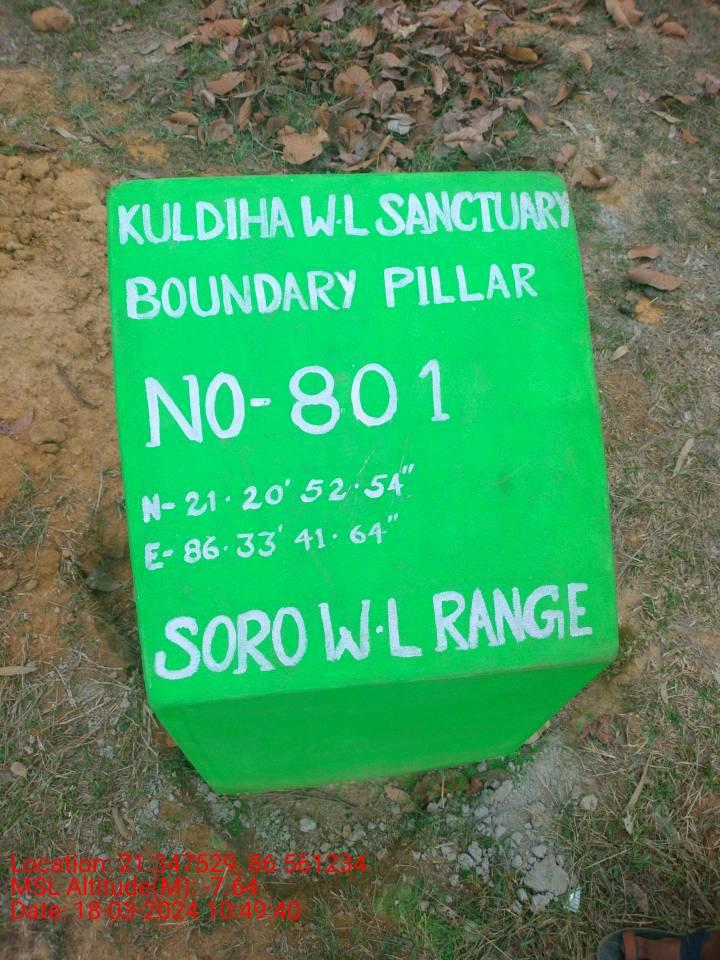 KULDIHA W.L SANCTUARY
BOUNDARY PILLAR
NO-801
N-21.20' 52.54"
E-86.33' 41.64"
SORO W.L RANGE
Location: 21.347529, 86.561234
MSL Altitude(M): -7.64
Date: 18-03-2024 10:49:40